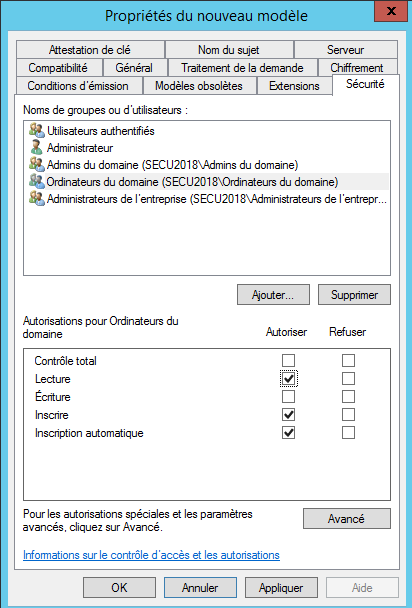 Propriétés du nouveau modèle
x
Attestation de clé Nom du sujet Serveur
Compatibilité Général Traitement de la demande Chiffrement
Conditions d'émission Modèles obsolètes Extensions Sécurité
Noms de groupes ou d'utilisateurs :
Utilisateurs authentifiés
Administrateur
Admins du domaine (SECU2018\Admins du domaine)
Ordinateurs du domaine (SECU2018\Ordinateurs du domaine)
Administrateurs de l'entreprise (SECU2018\Administrateurs de l'entrepr...
Ajouter... Supprimer
Autorisations pour Ordinateurs du
domaine Autoriser Refuser
Contrôle total
Lecture
Écriture
Inscrire
Inscription automatique
Pour les autorisations spéciales et les paramètres
avancés, cliquez sur Avancé. Avancé
Informations sur le contrôle d'accès et les autorisations
OK Annuler Appliquer Aide